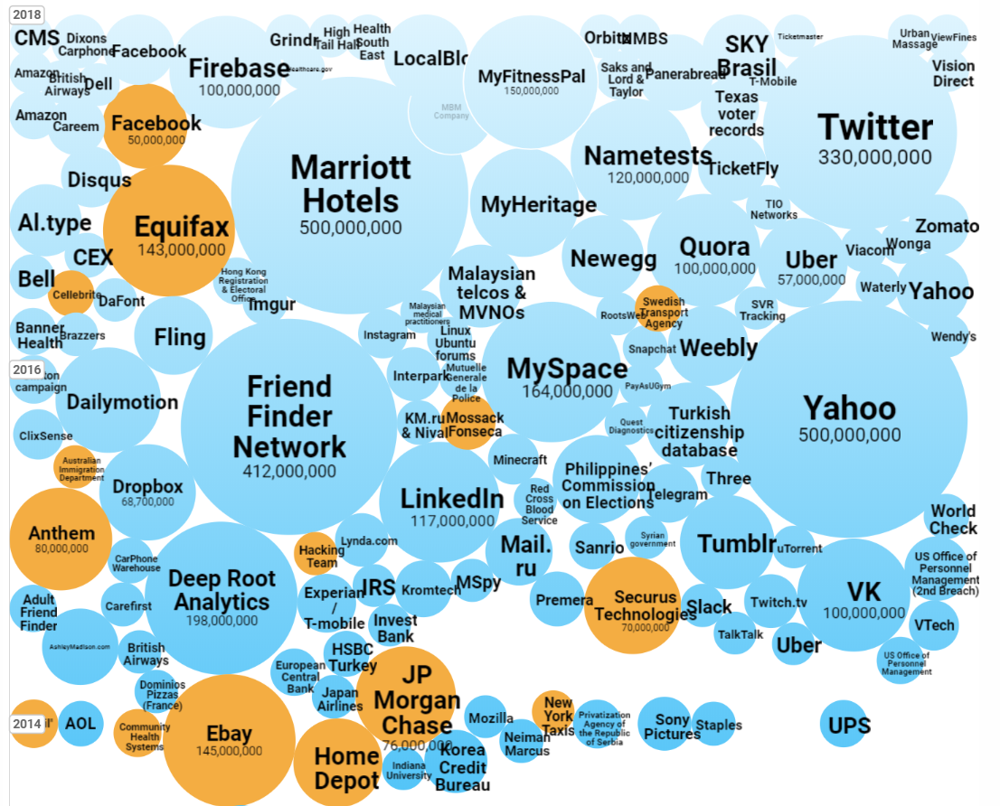 2018
CMS
Dixons
Carphone
Facebook
Firebase
100,000,000
Grindr
High
Tail Hall
Health
South
East
Healthcare.gov
LocalBlo
MyFitnessPal
150,000,000
MBM
Company
Orbitz
NMBS
Saks and
Lord &
Taylor
Panerabread
SKY
Brasil
T-Mobile
Ticketmaster
Texas
voter
records
Urban
Massage
ViewFines
Vision
Direct
Twitter
330,000,000
Amazon
British
Airways
Dell
Amazon
Careem
Facebook
50,000,000
Marriott
Hotels
500,000,000
Nametests
120,000,000
TicketFly
Disqus
MyHeritage
TIO
Networks
AI.type
Equifax
143,000,000
CEX
Newegg
Quora
100,000,000
Uber
57,000,000
Viacom
Wonga
Zomato
Bell
Cellebrite
DaFont
Hong Kong
Registration
& Electoral
Office
Imgur
Malaysian
telcos &
MVNOs
Malaysian
medical
practitioners
RootsWeb
Swedish
Transport
Agency
SVR
Tracking
Waterly
Yahoo
Banner
Health
Brazzers
Fling
Instagram
Linux
Ubuntu
forums
Snapchat
Weebly
Wendy's
2016
ton
campaign
Dailymotion
Friend
Finder
Network
412,000,000
Interpark
Mutuelle
Generale
de la
Police
MySpace
164,000,000
PayAsUGym
Yahoo
500,000,000
ClixSense
KM.ru
& Nival
Mossack
Fonseca
Quest
Diagnostics
Turkish
citizenship
database
Australian
Immigration
Department
Dropbox
68,700,000
Minecraft
Philippines’
Commission
on Elections
Telegram
Three
LinkedIn
117,000,000
Red
Cross
Blood
Service
World
Check
Anthem
80,000,000
Hacking
Team
Lynda.com
Mail.
ru
Sanrio
Syrian
government
Tumblr
uTorrent
CarPhone
Warehouse
Deep Root
Analytics
198,000,000
Experian
/
T-mobile
IRS
Kromtech
MSpy
US Office of
Personnel
Management
(2nd Breach)
VK
100,000,000
Adult
Friend
Finder
Carefirst
Invest
Bank
Premera
Securus
Technologies
70,000,000
Slack
Twitch.tv
VTech
AshleyMadison.com
British
Airways
HSBC
Turkey
TalkTalk
Uber
European
Central
Bank
US Office of
Personnel
Management
Dominios
Pizzas
(France)
Japan
Airlines
JP
Morgan
Chase
76,000,000
2014
AOL
Community
Health
Systems
Ebay
145,000,000
Home
Depot
Mozilla
Neiman
Marcus
New
York
Taxis
Privatization
Agency of
the Republic
of Serbia
Sony
Pictures
Staples
UPS
Indiana
University
Korea
Credit
Bureau